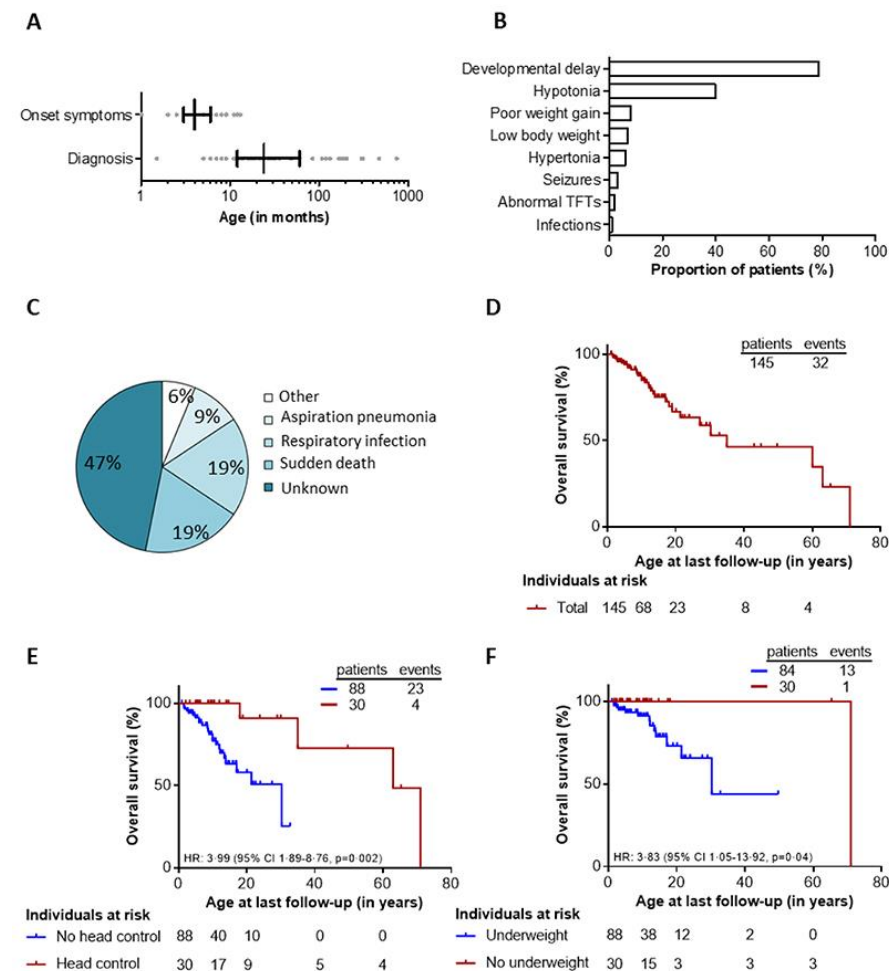 A
Onset symptoms
Diagnosis
1 10 100 1000
Age (in months)
B
Developmental delay
Hypotonia
Poor weight gain
Low body weight
Hypertonia
Seizures
Abnormal TFTs
Infections
0 20 40 60 80 100
Proportion of patients (%)
C
6%
9%
19%
19%
47%
Other
Aspiration pneumonia
Respiratory infection
Sudden death
Unknown
D
patients events
145 32
Overall survival (%)
100
50
0
0 20 40 60 80
Age at last follow-up (in years)
Individuals at risk
Total 145 68 23 8 4
E
patients events
88 23
30 4
Overall survival (%)
100
50
0
HR: 3·99 (95% CI 1·89-8·76, p=0·002)
0 20 40 60 80
Age at last follow-up (in years)
Individuals at risk
No head control 88 40 10 0 0
Head control 30 17 9 5 4
F
patients events
84 13
30 1
Overall survival (%)
100
50
0
HR: 3·83 (95% CI 1·05-13·92, p=0·04)
0 20 40 60 80
Age at last follow-up (in years)
Individuals at risk
Underweight 88 38 12 2 0
No underweight 30 15 3 3 3